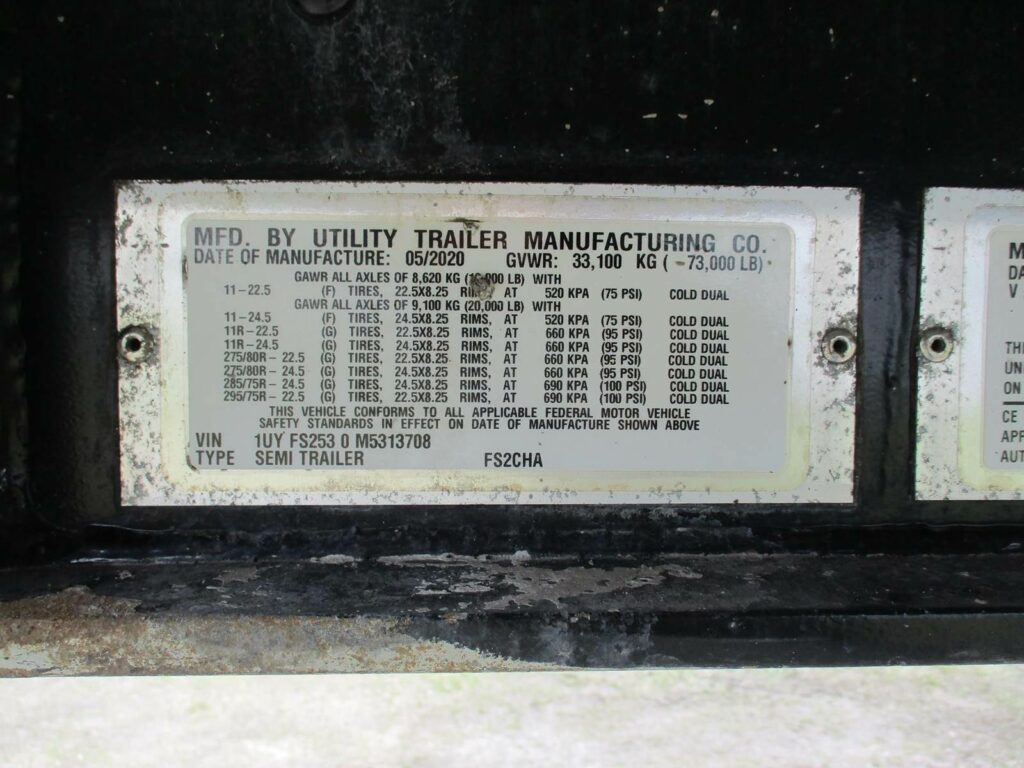 MFD. BY UTILITY TRAILER MANUFACTURING CO.
DATE OF MANUFACTURE: 05/2020 GVWR: 33,100 KG ( -73,000 LB)
GAWR ALL AXLES OF 8,620 KG ( LB) WITH
11-22.5 (F) TIRES, 22.5X8.25 RIMS, AT 520 KPA (75 PSI) COLD DUAL
GAWR ALL AXLES OF 9,100 KG (20,000 LB) WITH
11-24.5 (F) TIRES, 24.5X8.25 RIMS, AT 520 KPA (75 PSI) COLD DUAL
11R-22.5 (G) TIRES, 22.5X8.25 RIMS, AT 660 KPA (95 PSI) COLD DUAL
11R-24.5 (G) TIRES, 24.5X8.25 RIMS, AT 660 KPA (95 PSI) COLD DUAL
275/80R-22.5 (G) TIRES, 22.5X8.25 RIMS, AT 660 KPA (95 PSI) COLD DUAL
275/80R-24.5 (G) TIRES, 24.5X8.25 RIMS, AT 660 KPA (95 PSI) COLD DUAL
285/75R-24.5 (G) TIRES, 24.5X8.25 RIMS, AT 690 KPA (100 PSI) COLD DUAL
295/75R-22.5 (G) TIRES, 22.5X8.25 RIMS, AT 690 KPA (100 PSI) COLD DUAL
THIS VEHICLE CONFORMS TO ALL APPLICABLE FEDERAL MOTOR VEHICLE
SAFETY STANDARDS IN EFFECT ON DATE OF MANUFACTURE SHOWN ABOVE
VIN 1UY FS253 0 M5313708
TYPE SEMI TRAILER FS2CHA
M
DA
V
THI
UNI
ON
CE
APP
AUT